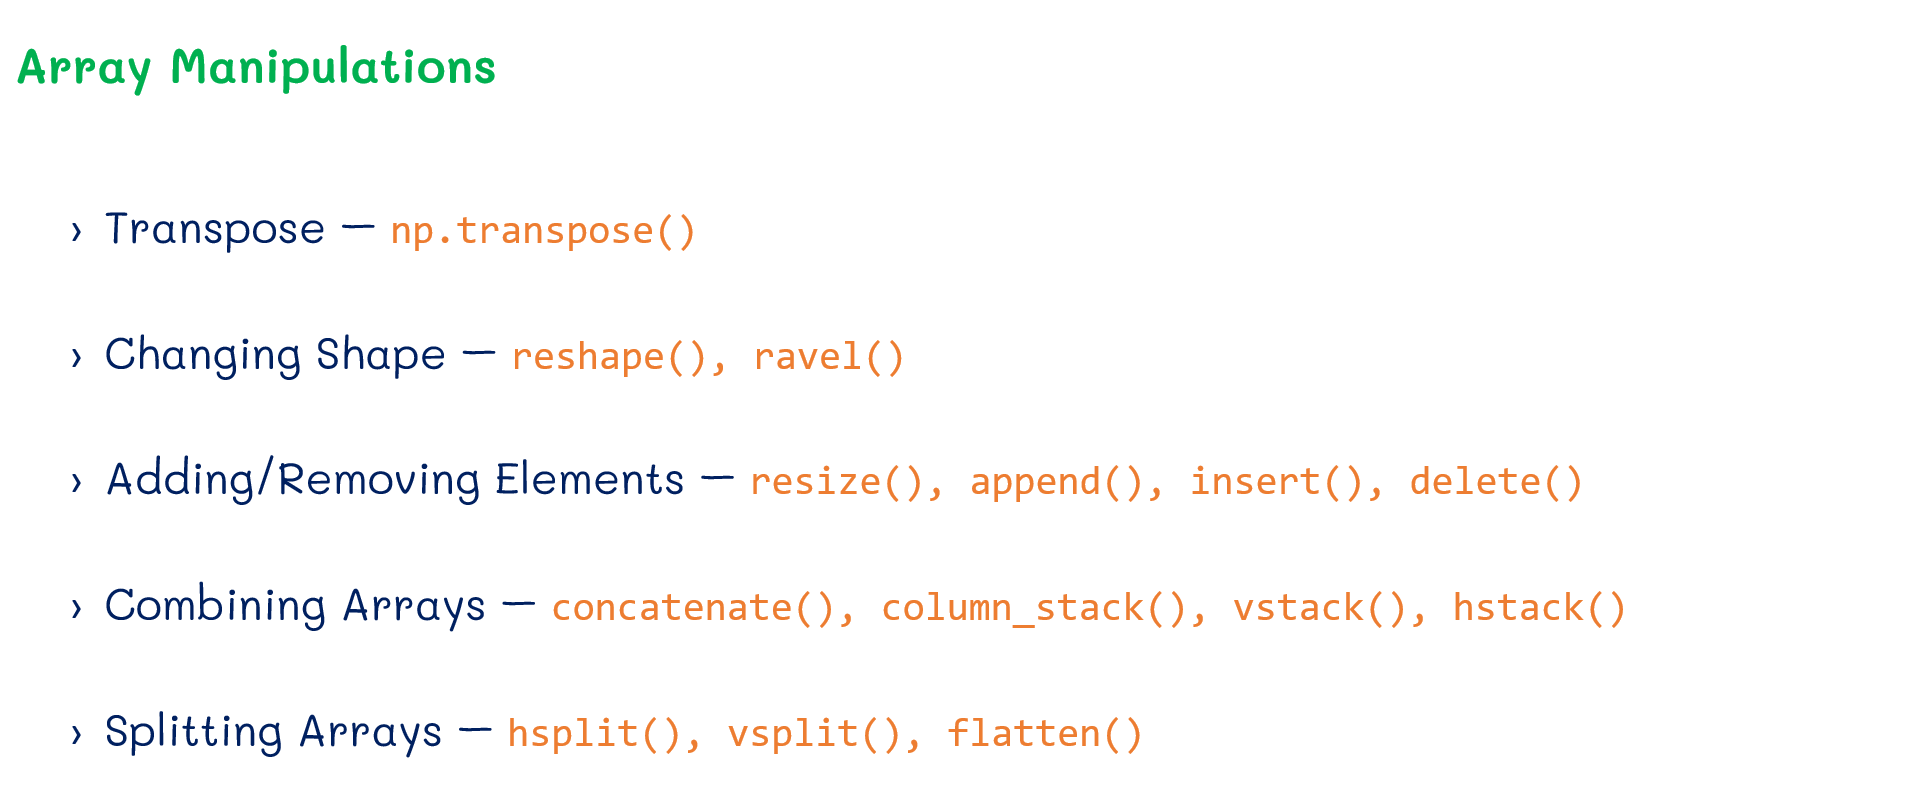 Array Manipulations
› Transpose – np.transpose()
› Changing Shape – reshape(), ravel()
› Adding/Removing Elements – resize(), append(), insert(), delete()
› Combining Arrays – concatenate(), column_stack(), vstack(), hstack()
› Splitting Arrays – hsplit(), vsplit(), flatten()